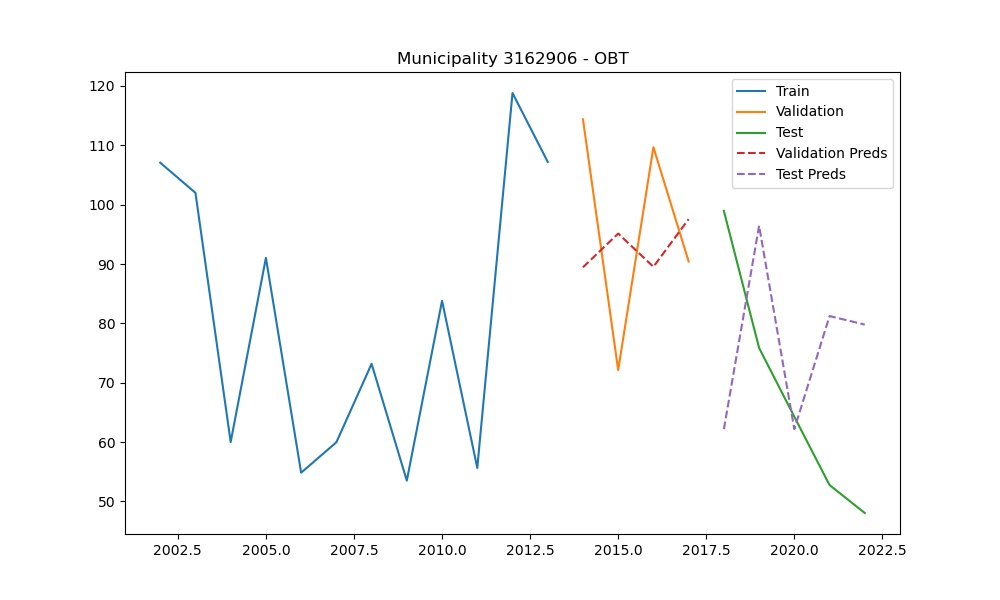 Municipality 3162906 - OBT
120
110
100
90
80
70
60
50
2002.5
2005.0
2007.5
2010.0
2012.5
2015.0
2017.5
2020.0
2022.5
Train
Validation
Test
Validation Preds
Test Preds